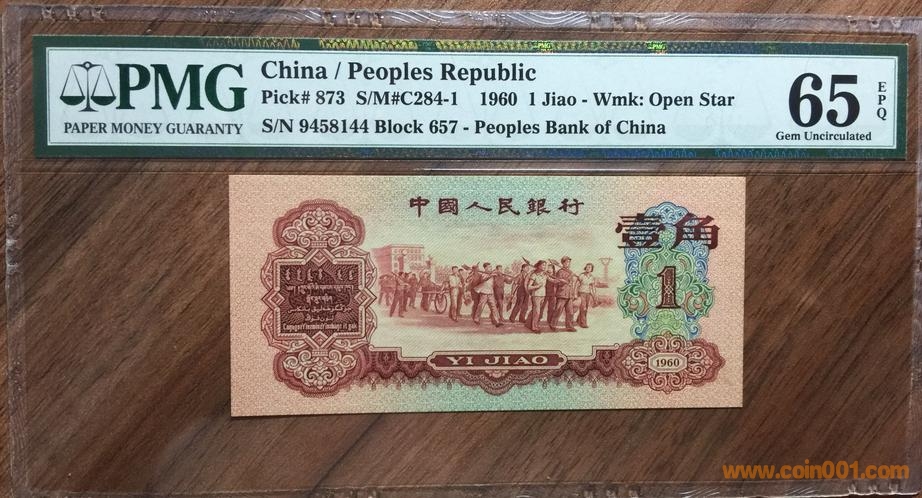 PMG
PAPER MONEY GUARANTY
China / Peoples Republic
Pick# 873 S/M#C284-1 1960 1 Jiao - Wmk: Open Star
S/N 9458144 Block 657 - Peoples Bank of China
65
EPQ
Gem Uncirculated
中國人民銀行
壹角
1
YI JIAO
1960
www.coin001.com